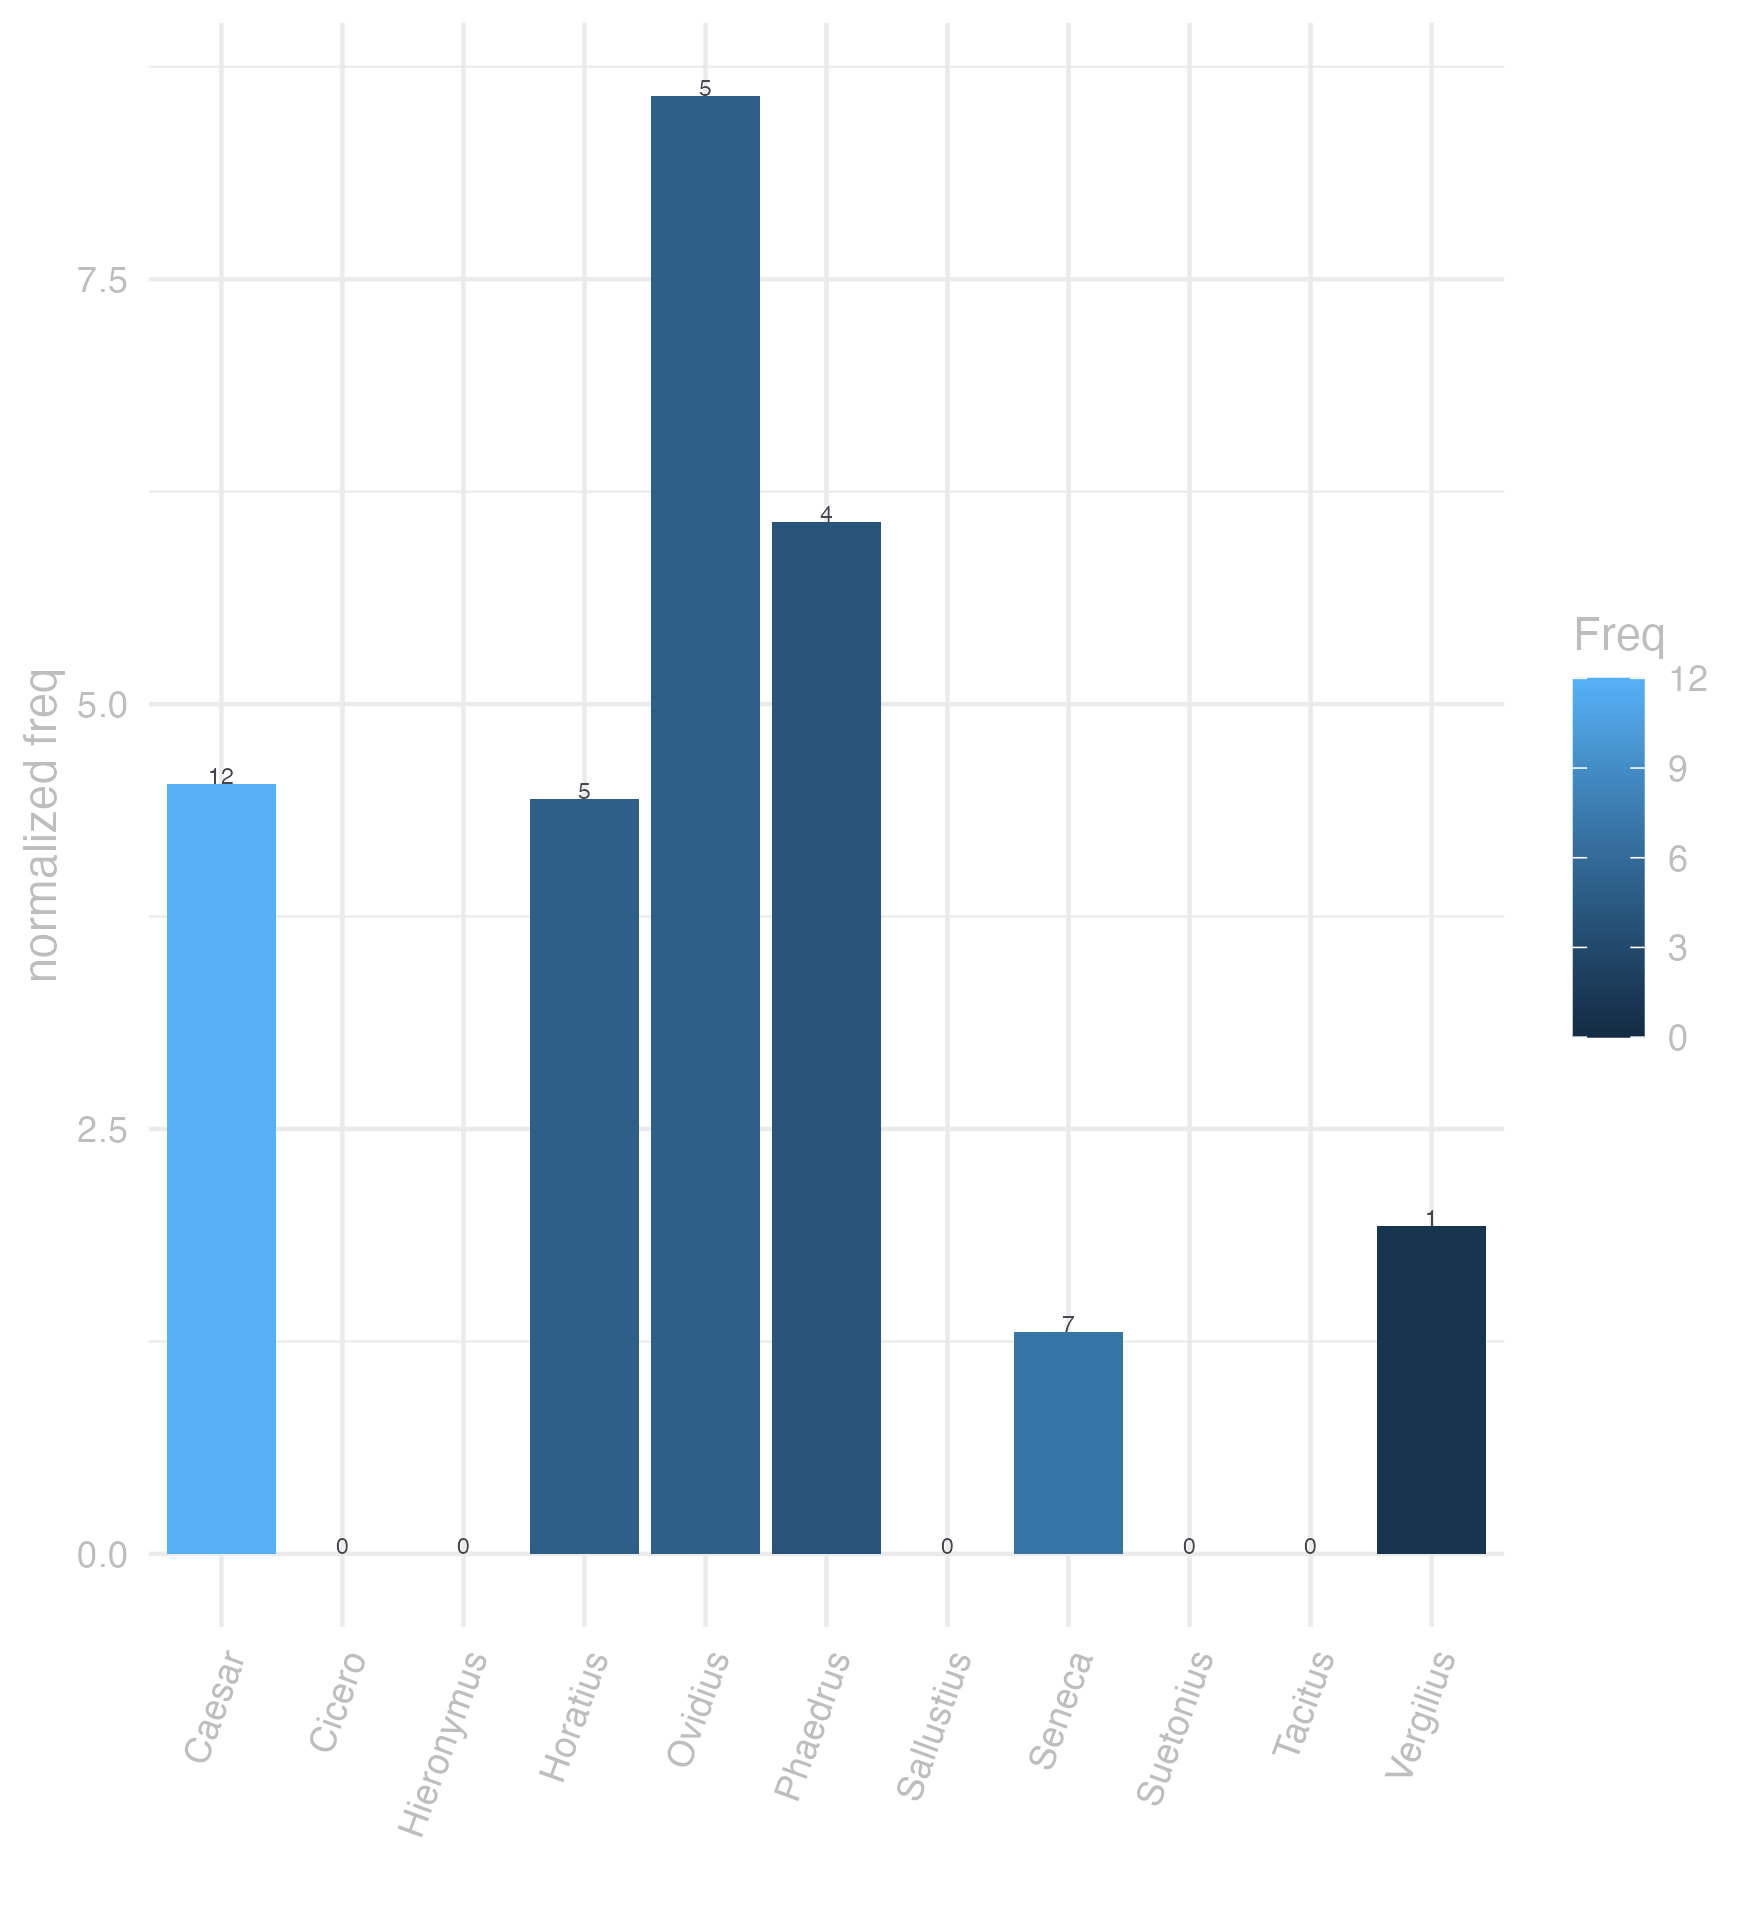 5
7.5
4
5.0
12
5
2.5
1
7
0.0
0
0
0
0
0
normalized freq
Caesar
Cicero
Hieronymus
Horatius
Ovidius
Phaedrus
Sallustius
Seneca
Suetonius
Tacitus
Vergilius
Freq
12
9
6
3
0